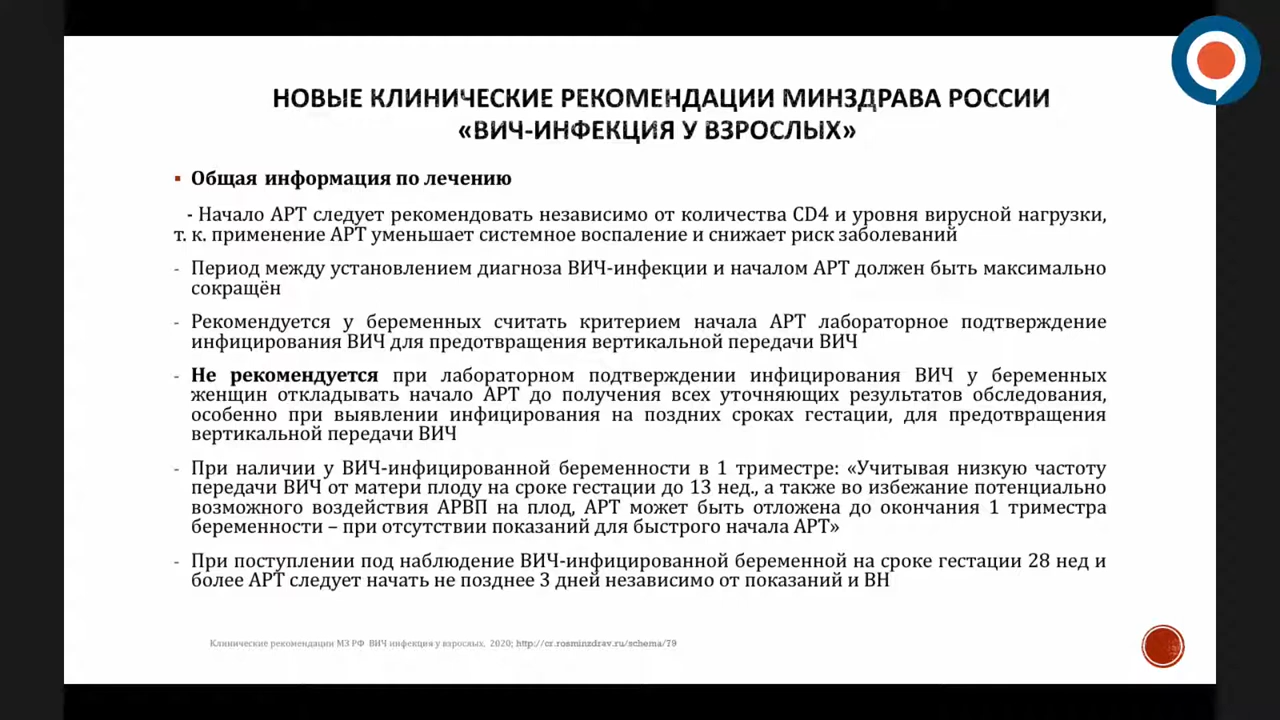 НОВЫЕ КЛИНИЧЕСКИЕ РЕКОМЕНДАЦИИ МИНЗДРАВА РОССИИ
«ВИЧ-ИНФЕКЦИЯ У ВЗРОСЛЫХ»
▪ Общая информация по лечению
- Начало АРТ следует рекомендовать независимо от количества CD4 и уровня вирусной нагрузки,
т. к. применение АРТ уменьшает системное воспаление и снижает риск заболеваний
- Период между установлением диагноза ВИЧ-инфекции и началом АРТ должен быть максимально
сокращён
- Рекомендуется у беременных считать критерием начала АРТ лабораторное подтверждение
инфицирования ВИЧ для предотвращения вертикальной передачи ВИЧ
- Не рекомендуется при лабораторном подтверждении инфицирования ВИЧ у беременных
женщин откладывать начало АРТ до получения всех уточняющих результатов обследования,
особенно при выявлении инфицирования на поздних сроках гестации, для предотвращения
вертикальной передачи ВИЧ
- При наличии у ВИЧ-инфицированной беременности в 1 триместре: «Учитывая низкую частоту
передачи ВИЧ от матери плоду на сроке гестации до 13 нед., а также во избежание потенциально
возможного воздействия АРВП на плод, АРТ может быть отложена до окончания 1 триместра
беременности – при отсутствии показаний для быстрого начала АРТ»
- При поступлении под наблюдение ВИЧ-инфицированной беременной на сроке гестации 28 нед и
более АРТ следует начать не позднее 3 дней независимо от показаний и ВН
Клинические рекомендации МЗ РФ ВИЧ инфекция у взрослых, 2020; http://cr.rosminzdrav.ru/schema/79